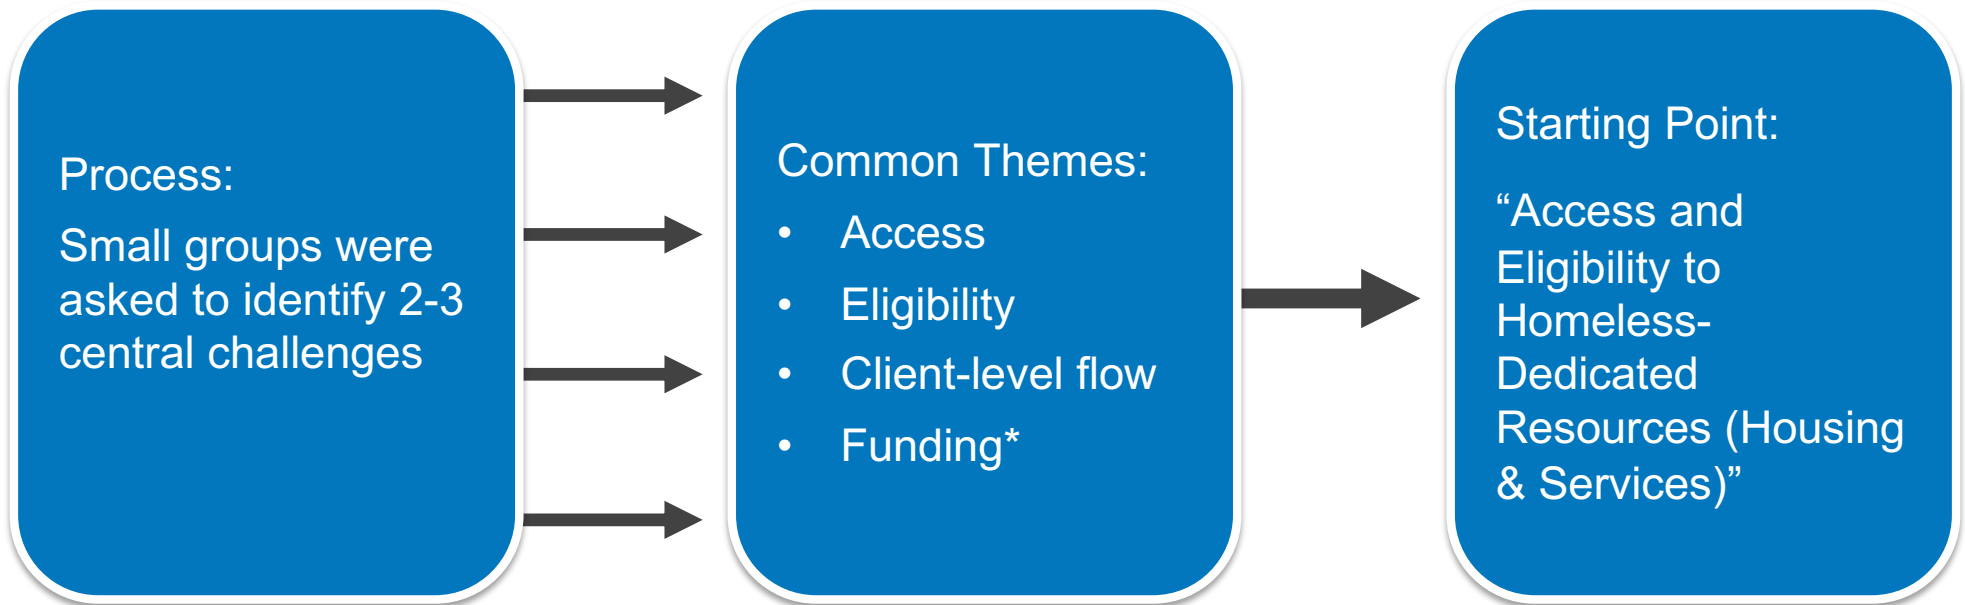 Process:
Small groups were
asked to identify 2-3
central challenges
Common Themes:
• Access
• Eligibility
• Client-level flow
• Funding*
Starting Point:
“Access and
Eligibility to
Homeless-
Dedicated
Resources (Housing
& Services)”